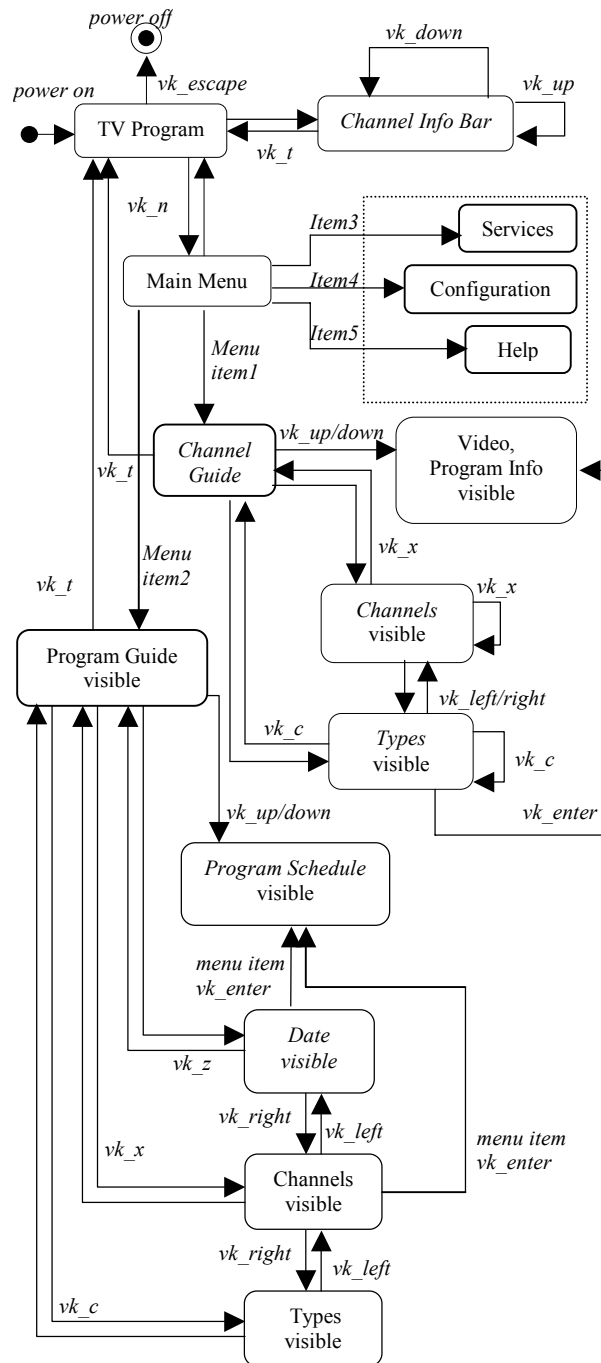 power off
vk_escape
power on
TV Program
vk_down
Channel Info Bar
vk_up
vk_t
vk_n
Item3
Services
Main Menu
Item4
Configuration
Item5
Help
Menu
item1
vk_up/down
Channel
Guide
Video,
Program Info
visible
vk_t
vk_x
Menu
item2
vk_t
Channels
visible
vk_x
Program Guide
visible
vk_left/right
vk_c
Types
visible
vk_c
vk_enter
vk_up/down
Program Schedule
visible
menu item
vk_enter
Date
visible
vk_z
vk_right
vk_left
menu item
vk_enter
vk_x
Channels
visible
vk_right
vk_left
vk_c
Types
visible